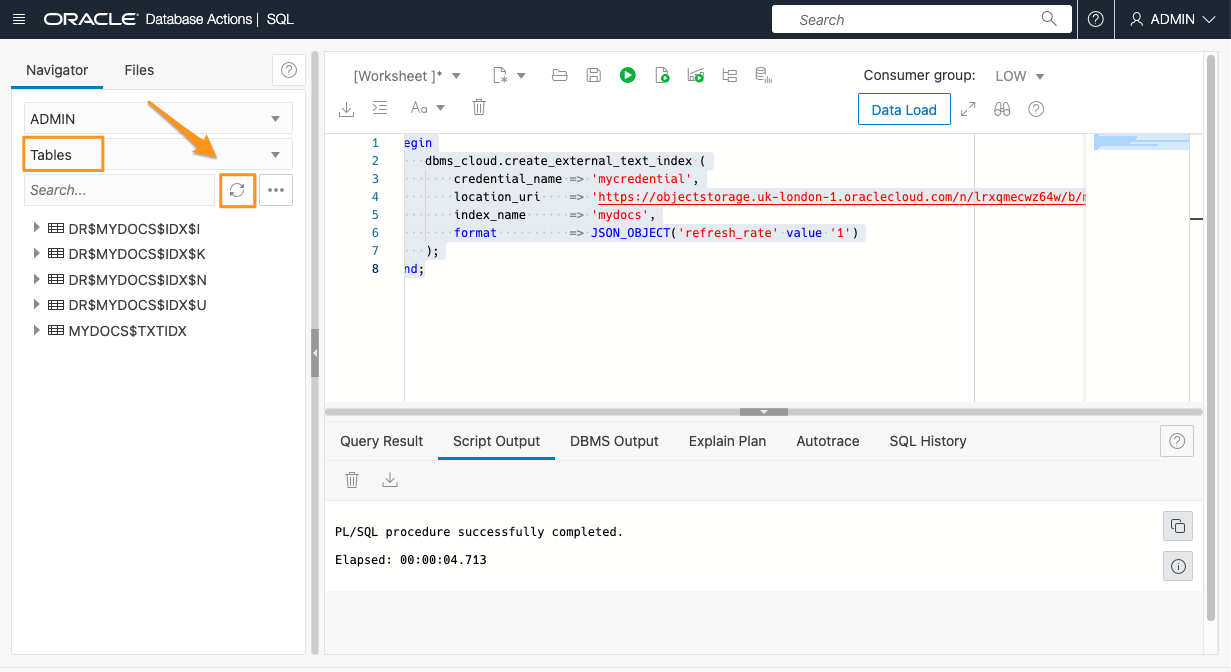 ORACLE Database Actions | SQL
Search
ADMIN
Navigator
Files
ADMIN
Tables
Search...
DR$MYDOCS$IDX$I
DR$MYDOCS$IDX$K
DR$MYDOCS$IDX$N
DR$MYDOCS$IDX$U
MYDOCS$TXTIDX
[Worksheet ]*
Consumer group: LOW
Aa
Data Load
1 egin
2 dbms_cloud.create_external_text_index (
3 credential_name => 'mycredential',
4 location_uri => 'https://objectstorage.uk-london-1.oraclecloud.com/n/lrxqmecwz64w/b/m
5 index_name => 'mydocs',
6 format => JSON_OBJECT('refresh_rate' value '1')
7 );
8 nd;
Query Result
Script Output
DBMS Output
Explain Plan
Autotrace
SQL History
PL/SQL procedure successfully completed.
Elapsed: 00:00:04.713